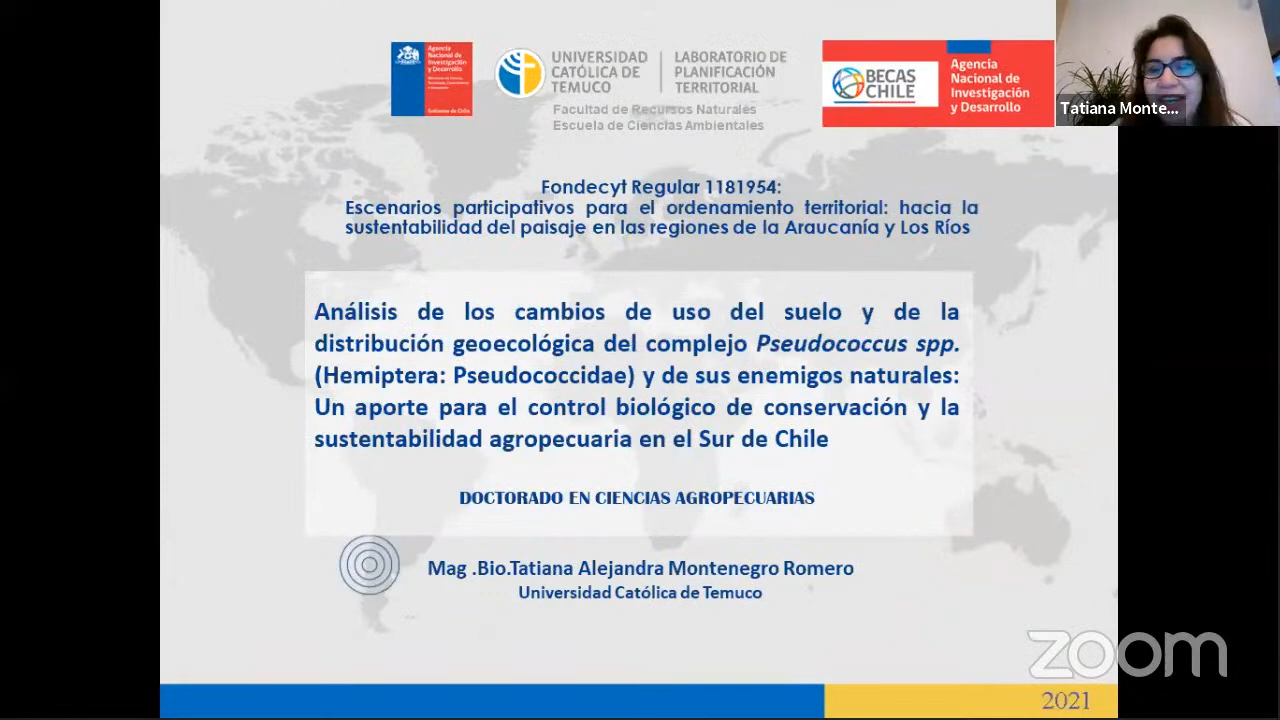 Agencia
Nacional de
Investigación
y Desarrollo
Gobierno de Chile
UNIVERSIDAD
CATÓLICA DE
TEMUCO
LABORATORIO DE
PLANIFICACIÓN
TERRITORIAL
Facultad de Recursos Naturales
Escuela de Ciencias Ambientales
BECAS
CHILE
Agencia
Nacional de
Investigación
y Desarrollo
Tatiana Monte...
Fondecyt Regular 1181954:
Escenarios participativos para el ordenamiento territorial: hacia la
sustentabilidad del paisaje en las regiones de la Araucanía y Los Ríos
Análisis de los cambios de uso del suelo y de la
distribución geoecológica del complejo Pseudococcus spp.
(Hemiptera: Pseudococcidae) y de sus enemigos naturales:
Un aporte para el control biológico de conservación y la
sustentabilidad agropecuaria en el Sur de Chile
DOCTORADO EN CIENCIAS AGROPECUARIAS
Mag .Bio.Tatiana Alejandra Montenegro Romero
Universidad Católica de Temuco
zoom
2021